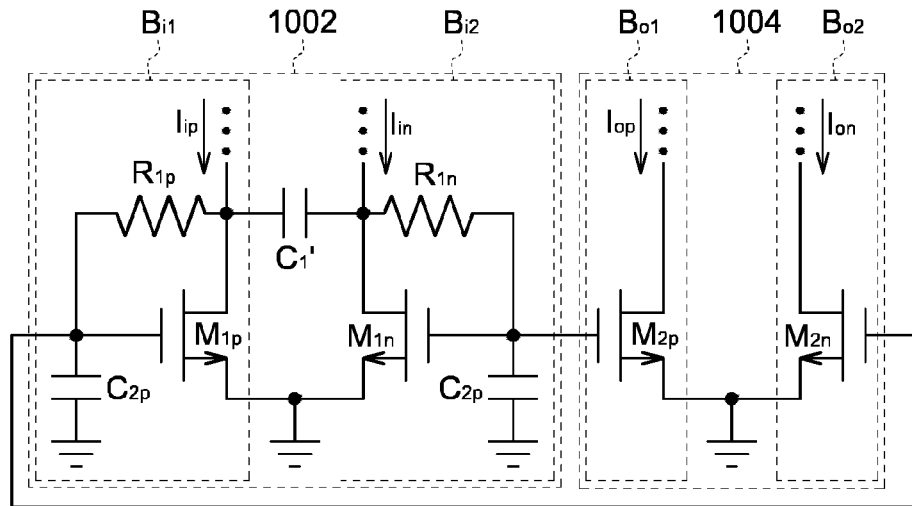 Bi1 1002 Bi2 Bo1 1004 Bo2
Iip Iin Iop Ion
R1p R1n
C1'
M1p M1n M2p M2n
C2p C2p